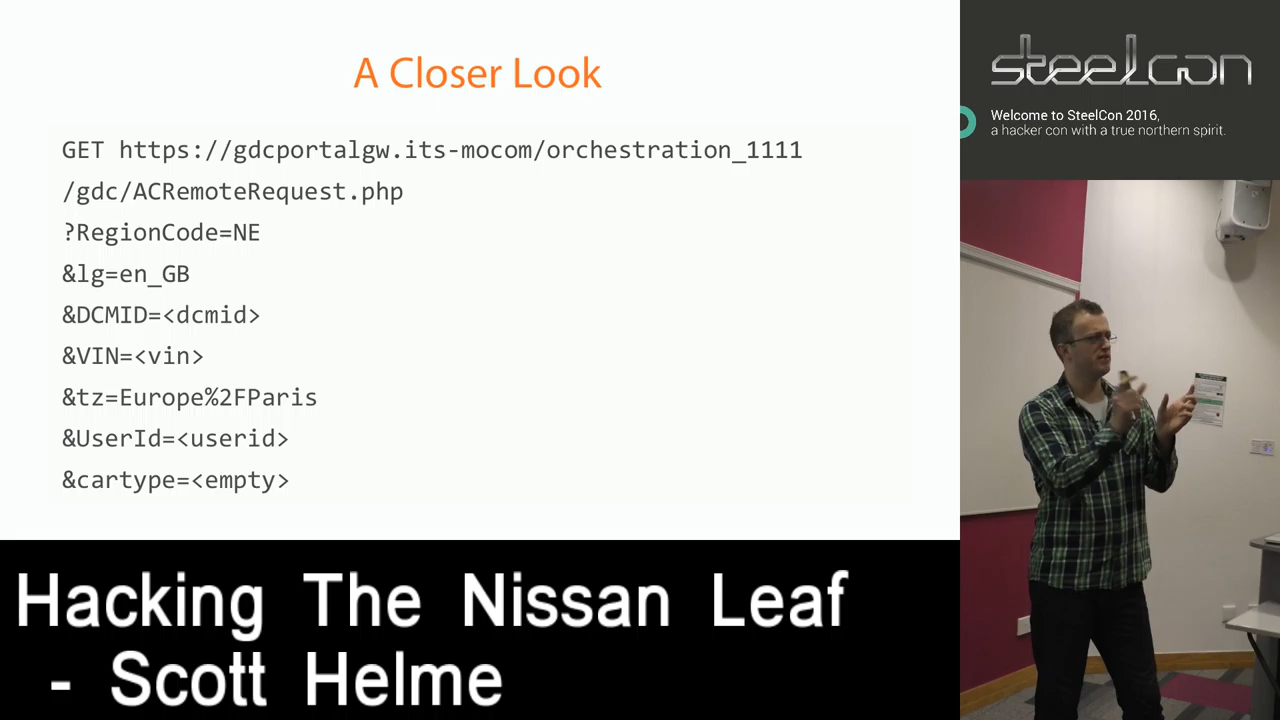 A Closer Look
GET https://gdcportalgw.its-mocom/orchestration_1111
/gdc/ACRemoteRequest.php
?RegionCode=NE
&lg=en_GB
&DCMID=<dcmid>
&VIN=<vin>
&tz=Europe%2FParis
&UserId=<userid>
&cartype=<empty>
steelcon
Welcome to SteelCon 2016,
a hacker con with a true northern spirit.
Hacking The Nissan Leaf
- Scott Helme